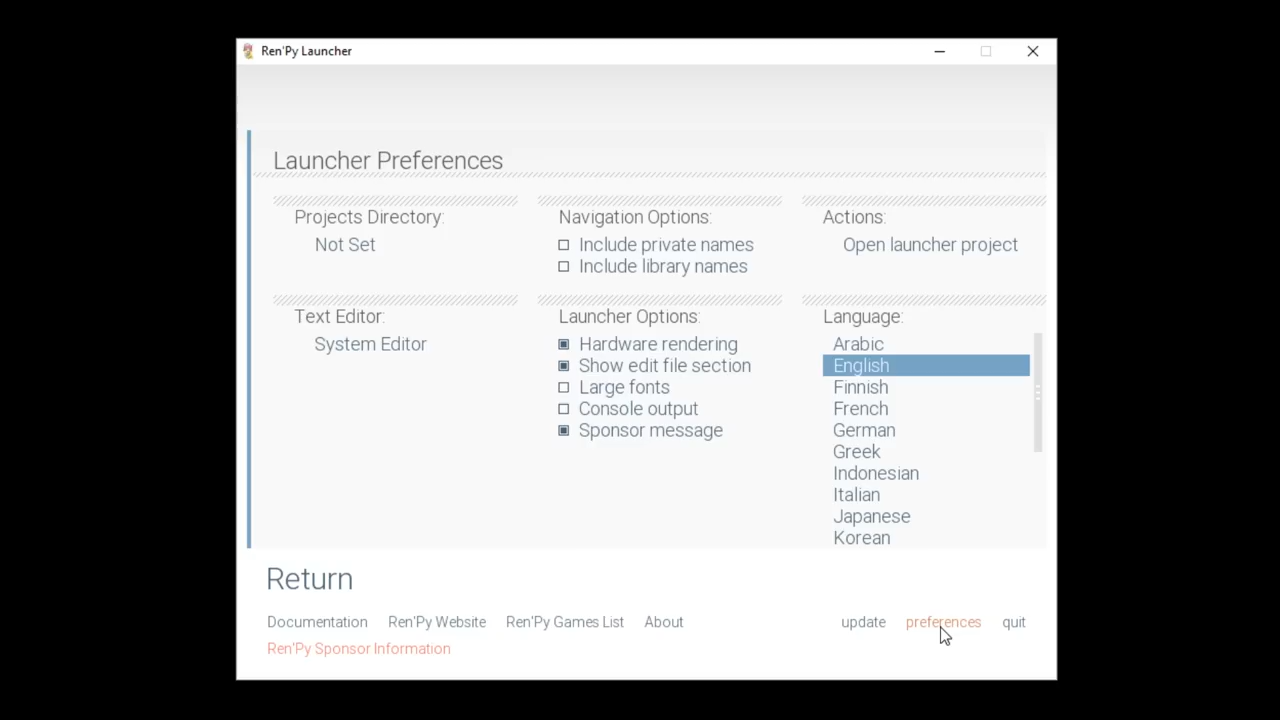 Ren'Py Launcher
Launcher Preferences
Projects Directory:
Not Set
Navigation Options:
Include private names
Include library names
Actions:
Open launcher project
Text Editor:
System Editor
Launcher Options:
Hardware rendering
Show edit file section
Large fonts
Console output
Sponsor message
Language:
Arabic
English
Finnish
French
German
Greek
Indonesian
Italian
Japanese
Korean
Return
Documentation Ren'Py Website Ren'Py Games List About update preferences quit
Ren'Py Sponsor Information